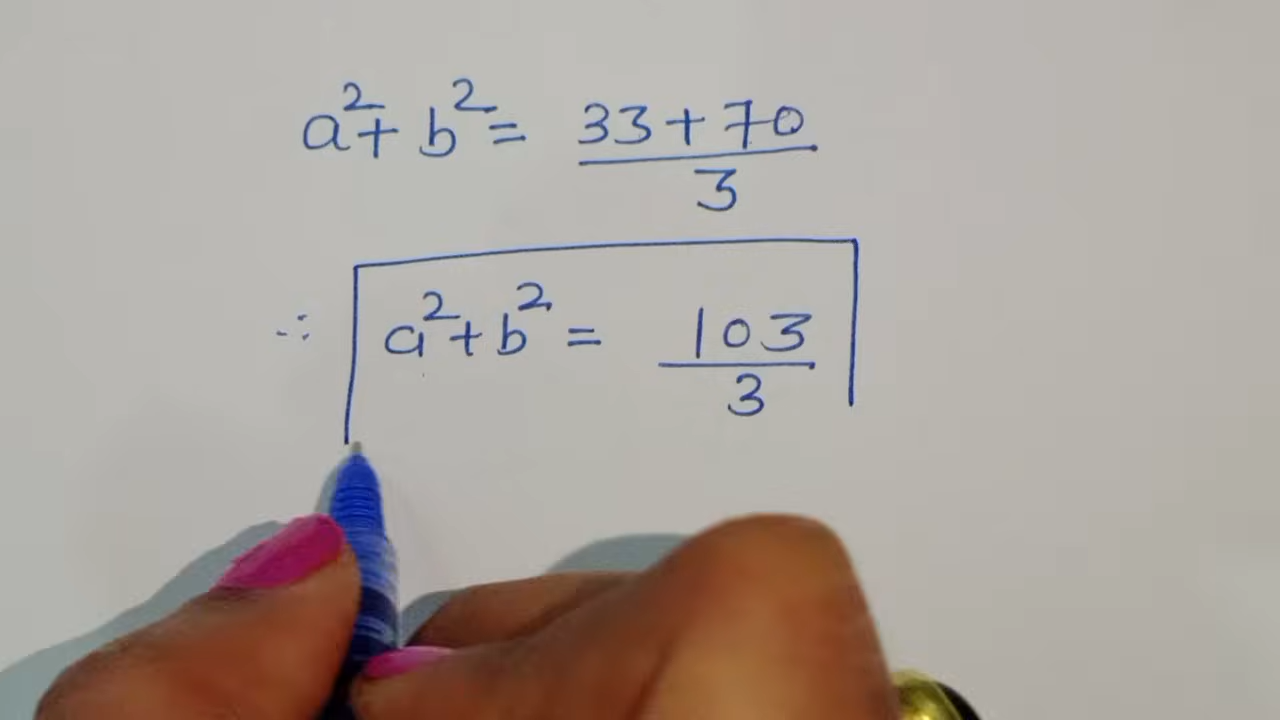 a²+ b² = 33+70
3
∴ a²+b² = 103
3